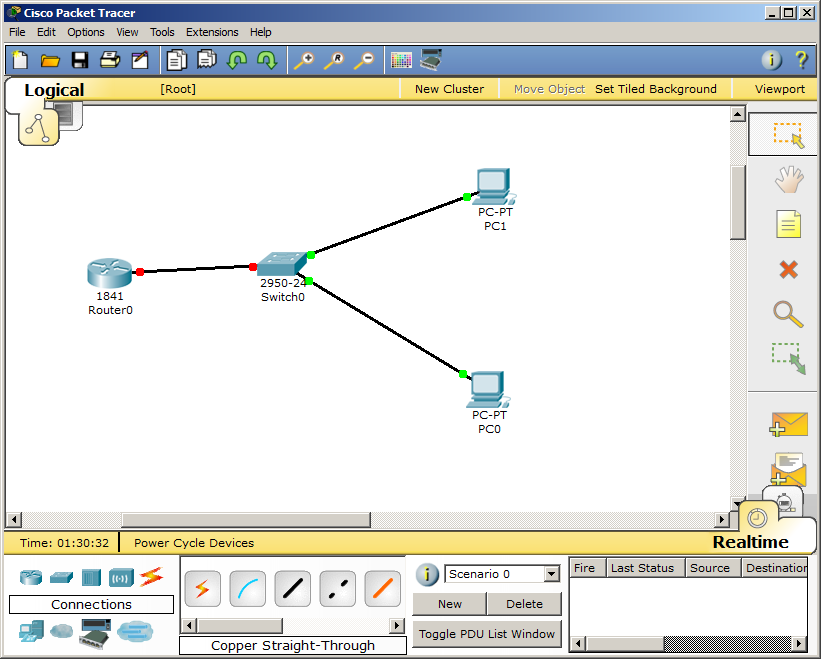 Cisco Packet Tracer
File Edit Options View Tools Extensions Help
Logical [Root] New Cluster Move Object Set Tiled Background Viewport
PC-PT
PC1
1841
Router0
2950-24
Switch0
PC-PT
PC0
Time: 01:30:32 Power Cycle Devices
Realtime
Scenario 0
Fire Last Status Source Destination
Connections
New Delete
Toggle PDU List Window
Copper Straight-Through